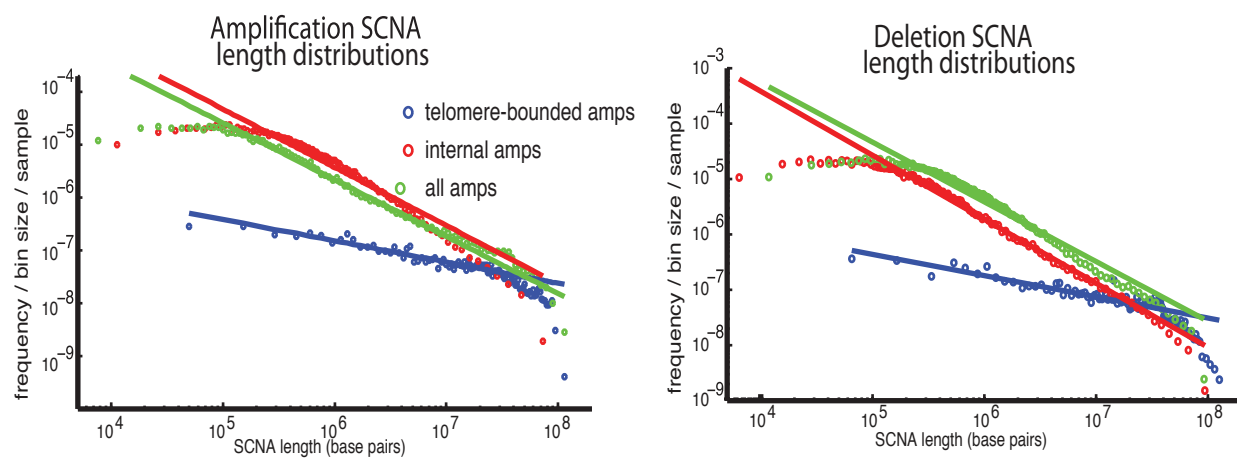 Amplification SCNA
length distributions
frequency / bin size / sample
10^−4
10^−5
10^−6
10^−7
10^−8
10^−9
telomere-bounded amps
internal amps
all amps
10^4
10^5
10^6
10^7
10^8
SCNA length (base pairs)
Deletion SCNA
length distributions
frequency / bin size / sample
10^−3
10^−4
10^−5
10^−6
10^−7
10^−8
10^−9
10^4
10^5
10^6
10^7
10^8
SCNA length (base pairs)